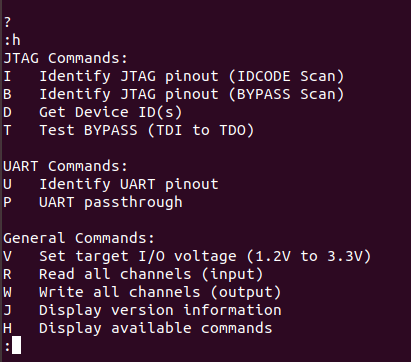 ?
:h
JTAG Commands:
I   Identify JTAG pinout (IDCODE Scan)
B   Identify JTAG pinout (BYPASS Scan)
D   Get Device ID(s)
T   Test BYPASS (TDI to TDO)

UART Commands:
U   Identify UART pinout
P   UART passthrough

General Commands:
V   Set target I/O voltage (1.2V to 3.3V)
R   Read all channels (input)
W   Write all channels (output)
J   Display version information
H   Display available commands
: